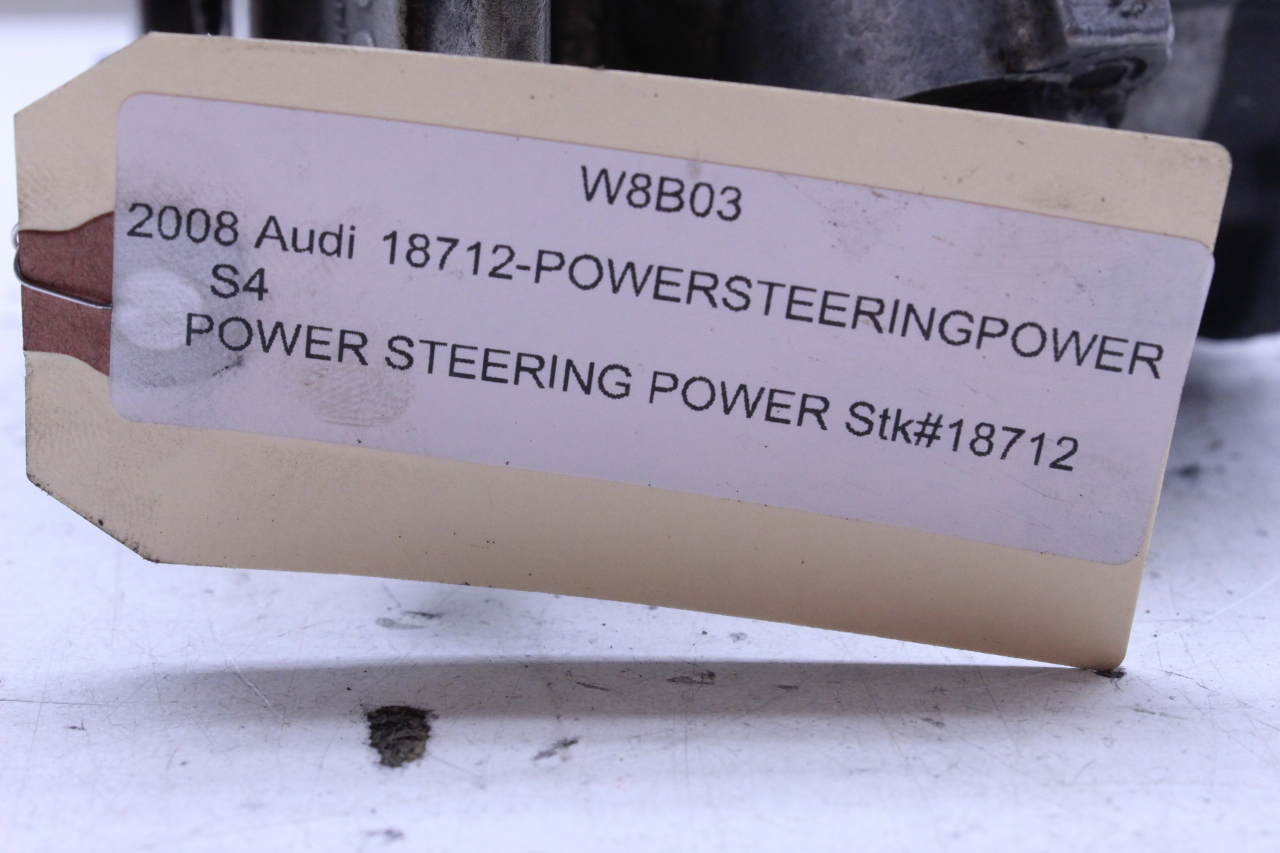 W8B03
2008 Audi 18712-POWERSTEERINGPOWER
S4
POWER STEERING POWER Stk#18712